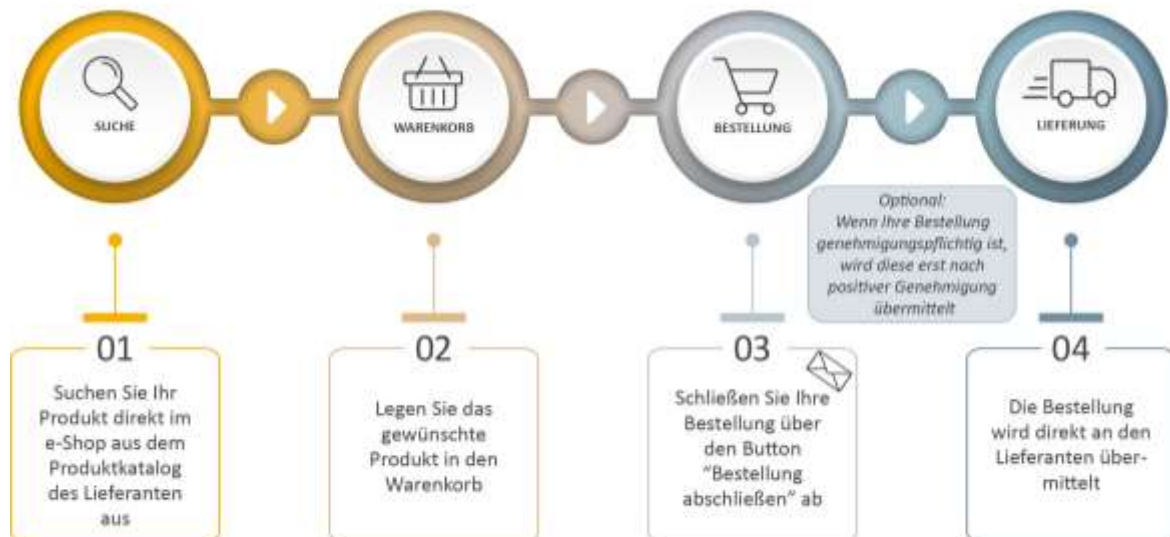 SUCHE
WARENKORB
BESTELLUNG
LIEFERUNG
Optional:
Wenn Ihre Bestellung
genehmigungspflichtig ist,
wird diese erst nach
positiver Genehmigung
übermittelt
01
Suchen Sie Ihr
Produkt direkt im
e-Shop aus dem
Produktkatalog
des Lieferanten
aus
02
Legen Sie das
gewünschte
Produkt in den
Warenkorb
03
Schließen Sie Ihre
Bestellung über
den Button
“Bestellung
abschließen” ab
04
Die Bestellung
wird direkt an den
Lieferanten über-
mittelt